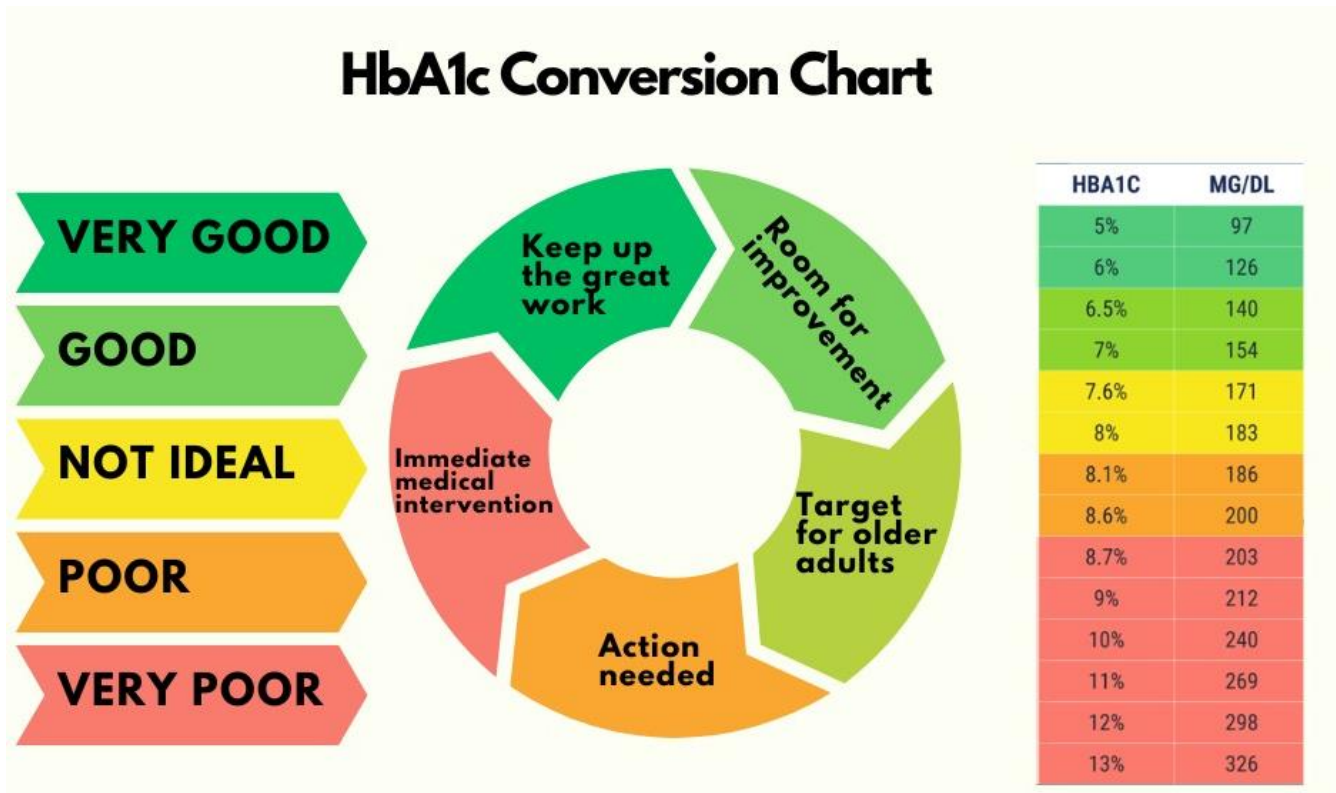 HbA1c Conversion Chart
VERY GOOD
GOOD
NOT IDEAL
POOR
VERY POOR
Keep up
the great
work
Room for
improvement
Target
for older
adults
Action
needed
Immediate
medical
intervention
HBA1C MG/DL
5% 97
6% 126
6.5% 140
7% 154
7.6% 171
8% 183
8.1% 186
8.6% 200
8.7% 203
9% 212
10% 240
11% 269
12% 298
13% 326